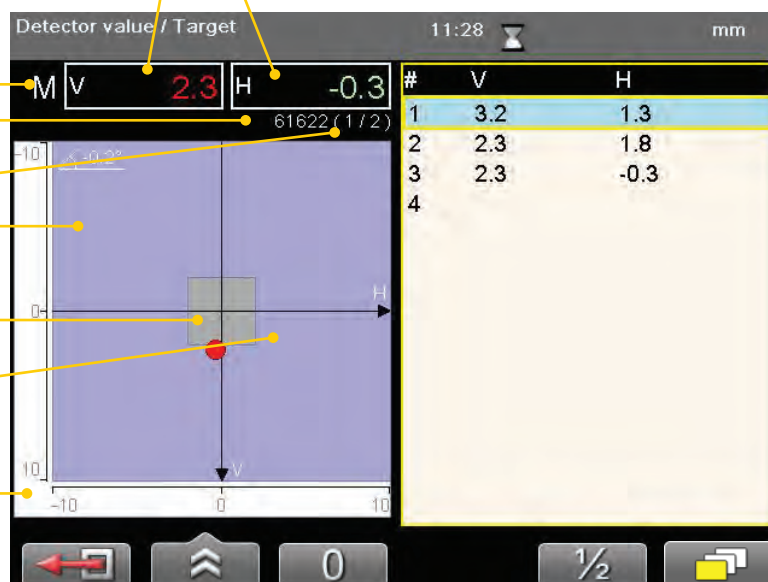 Detector value / Target 11:28 mm
M V 2.3 H -0.3
61622 (1/2)
-10
-0.2°
0
H
10
V
-10 0 10
# V H
1 3.2 1.3
2 2.3 1.8
3 2.3 -0.3
4
0 ½